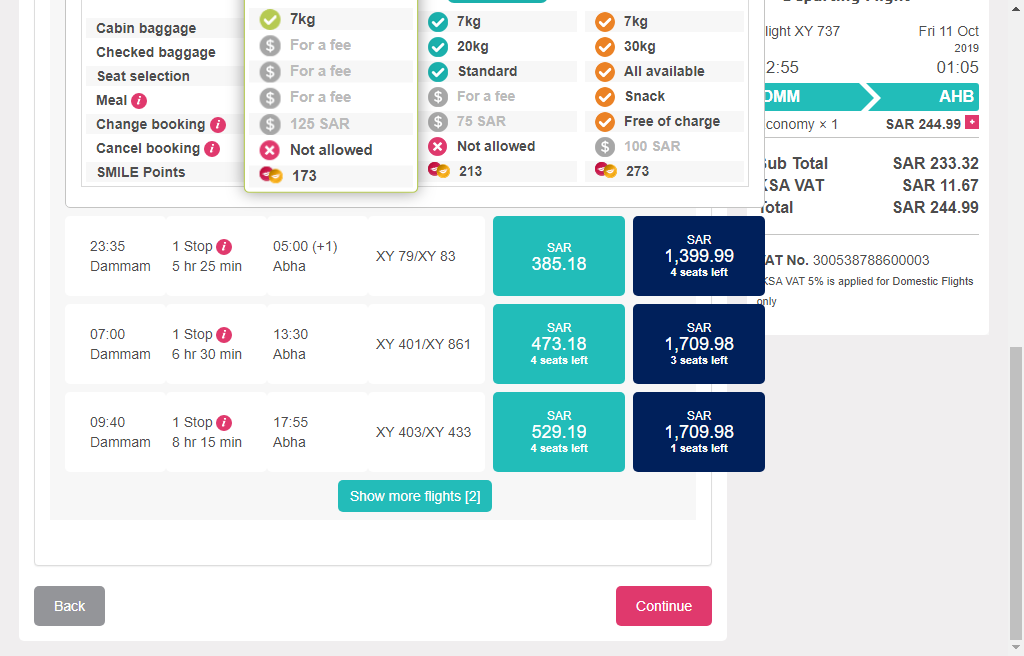 Cabin baggage 7kg 7kg 7kg
Checked baggage For a fee 20kg 30kg
Seat selection For a fee Standard All available
Meal For a fee For a fee Snack
Change booking 125 SAR 75 SAR Free of charge
Cancel booking Not allowed Not allowed 100 SAR
SMILE Points 173 213 273
23:35 1 Stop 05:00 (+1) XY 79/XY 83 SAR SAR
Dammam 5 hr 25 min Abha 385.18 1,399.99
4 seats left
07:00 1 Stop 13:30 XY 401/XY 861 SAR SAR
Dammam 6 hr 30 min Abha 473.18 1,709.98
4 seats left 3 seats left
09:40 1 Stop 17:55 XY 403/XY 433 SAR SAR
Dammam 8 hr 15 min Abha 529.19 1,709.98
4 seats left 1 seats left
Show more flights [2]
Back Continue
light XY 737 Fri 11 Oct
2019
2:55 01:05
OMM AHB
conomy × 1 SAR 244.99
ub Total SAR 233.32
KSA VAT SAR 11.67
otal SAR 244.99
VAT No. 300538788600003
KSA VAT 5% is applied for Domestic Flights
only